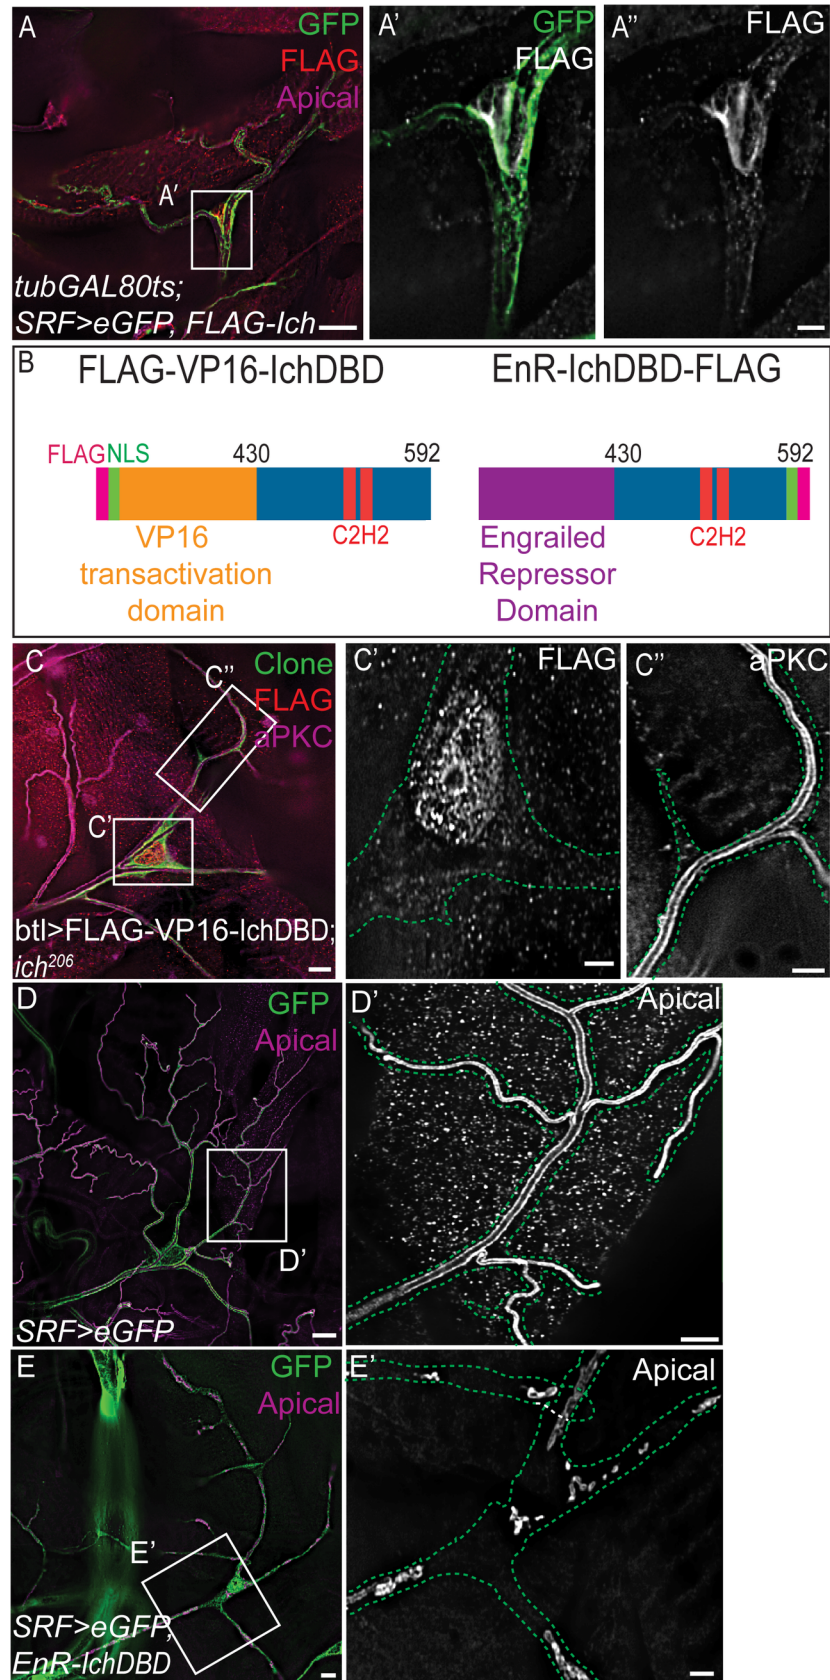 A
GFP
FLAG
Apical
A'
tubGAL80ts;
SRF>eGFP, FLAG-Ich
A'
GFP
FLAG
A"
FLAG
B
FLAG-VP16-IchDBD
EnR-IchDBD-FLAG
FLAG NLS
430
592
430
592
C2H2
C2H2
VP16
transactivation
domain
Engrailed
Repressor
Domain
C
C"
Clone
FLAG
aPKC
C'
btl>FLAG-VP16-IchDBD;
ich206
C'
FLAG
C"
aPKC
D
GFP
Apical
D'
SRF>eGFP
D'
Apical
E
GFP
Apical
E'
SRF>eGFP,
EnR-IchDBD
E'
Apical